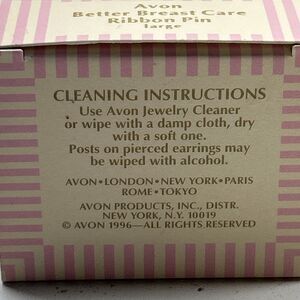 Avon
Better Breast Care
Ribbon Pin
large
CLEANING INSTRUCTIONS
Use Avon Jewelry Cleaner
or wipe with a damp cloth, dry
with a soft one.
Posts on pierced earrings may
be wiped with alcohol.
AVON•LONDON•NEW YORK•PARIS
ROME•TOKYO
AVON PRODUCTS, INC., DISTR.
NEW YORK, N.Y. 10019
© AVON 1996—ALL RIGHTS RESERVED